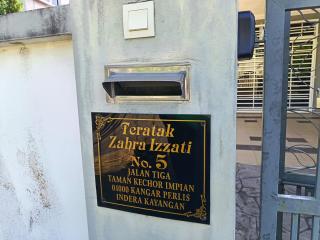 Teratak
Zahra Izzati
No. 5
JALAN TIGA
TAMAN KECHOR IMPIAN
01000 KANGAR PERLIS
INDERA KAYANGAN